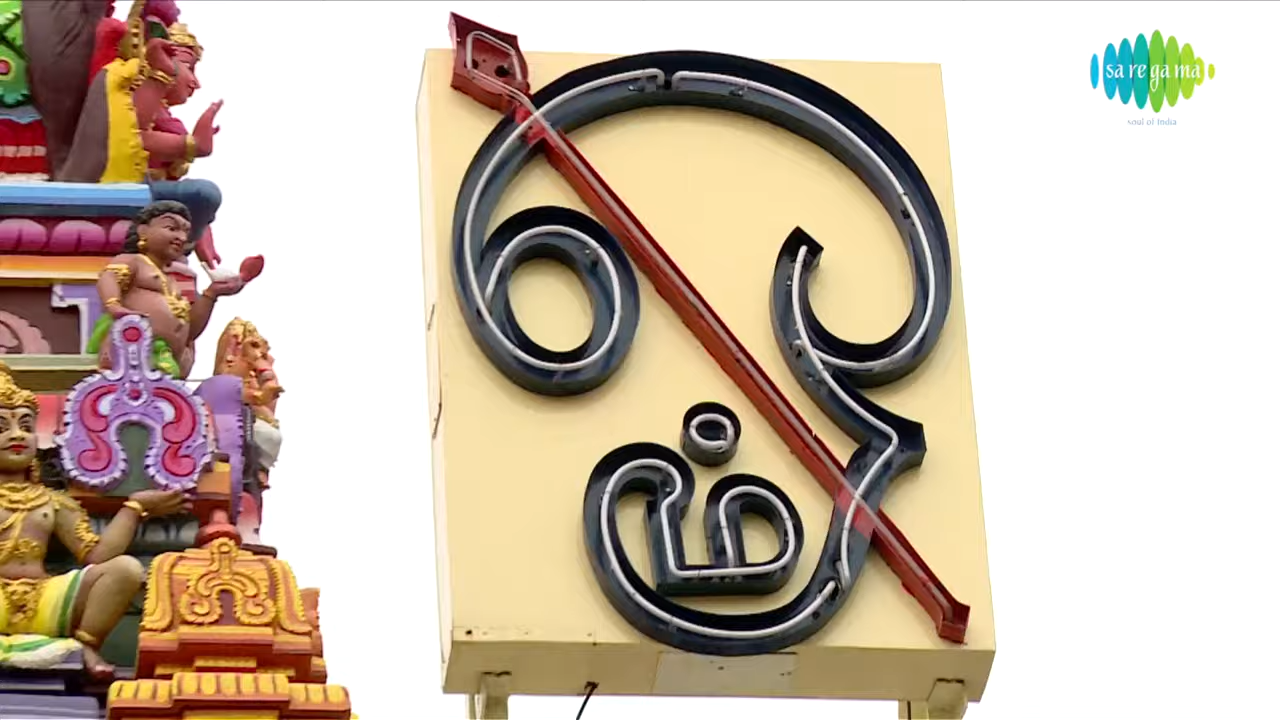 ஓம்
sa re ga ma
soul of india